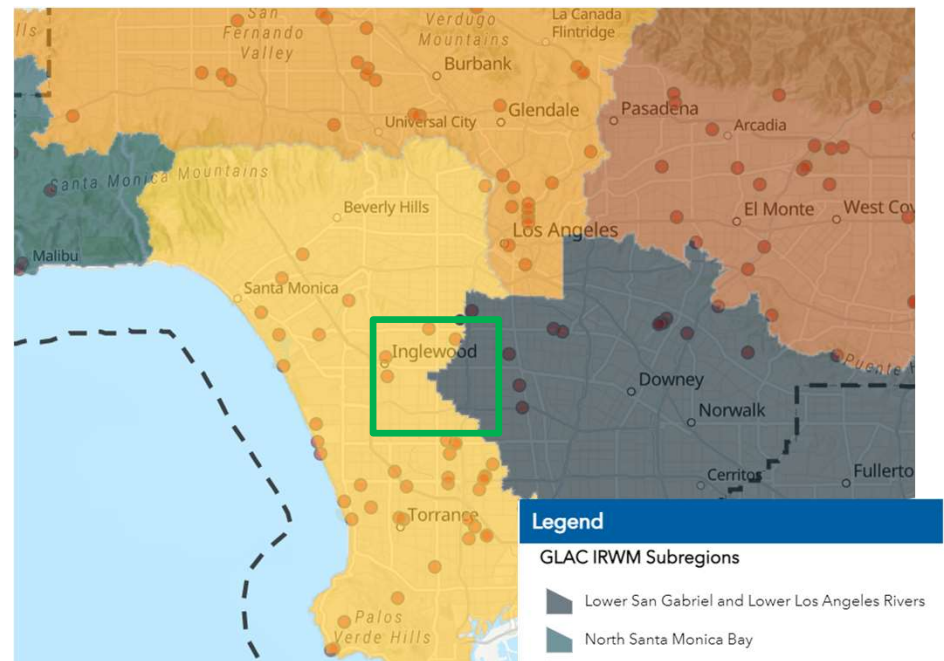 lls
San
Fernando
Valley
Verdugo
Mountains
La Canada
Flintridge
Burbank
Universal City
Glendale
Pasadena
Arcadia
Santa Monica Mountains
Beverly Hills
El Monte
West Cov
Los Angeles
Malibu
Santa Monica
Inglewood
Puente H
Downey
Norwalk
Cerritos
Fullerto
Torrance
Palos
Verde Hills
Legend
GLAC IRWM Subregions
Lower San Gabriel and Lower Los Angeles Rivers
North Santa Monica Bay